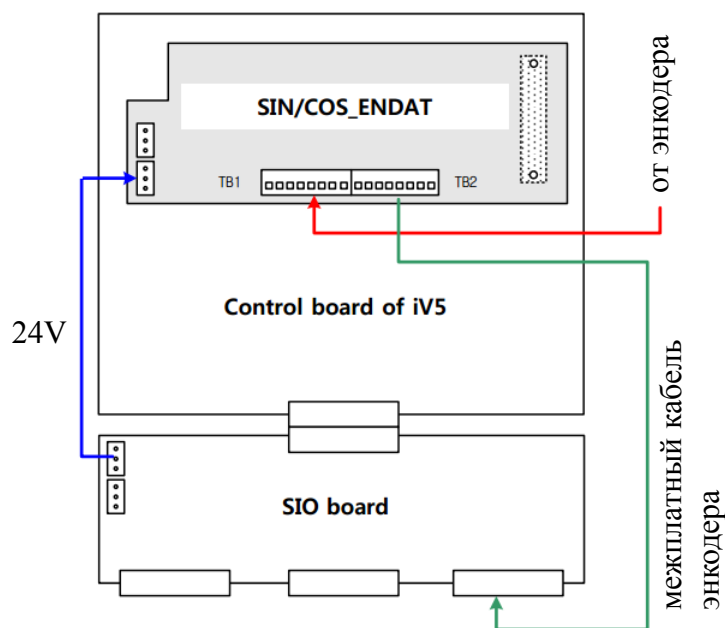 SIN/COS_ENDAT
TB1
TB2
от энкодера
Control board of iV5
24V
SIO board
межплатный кабель
энкодера